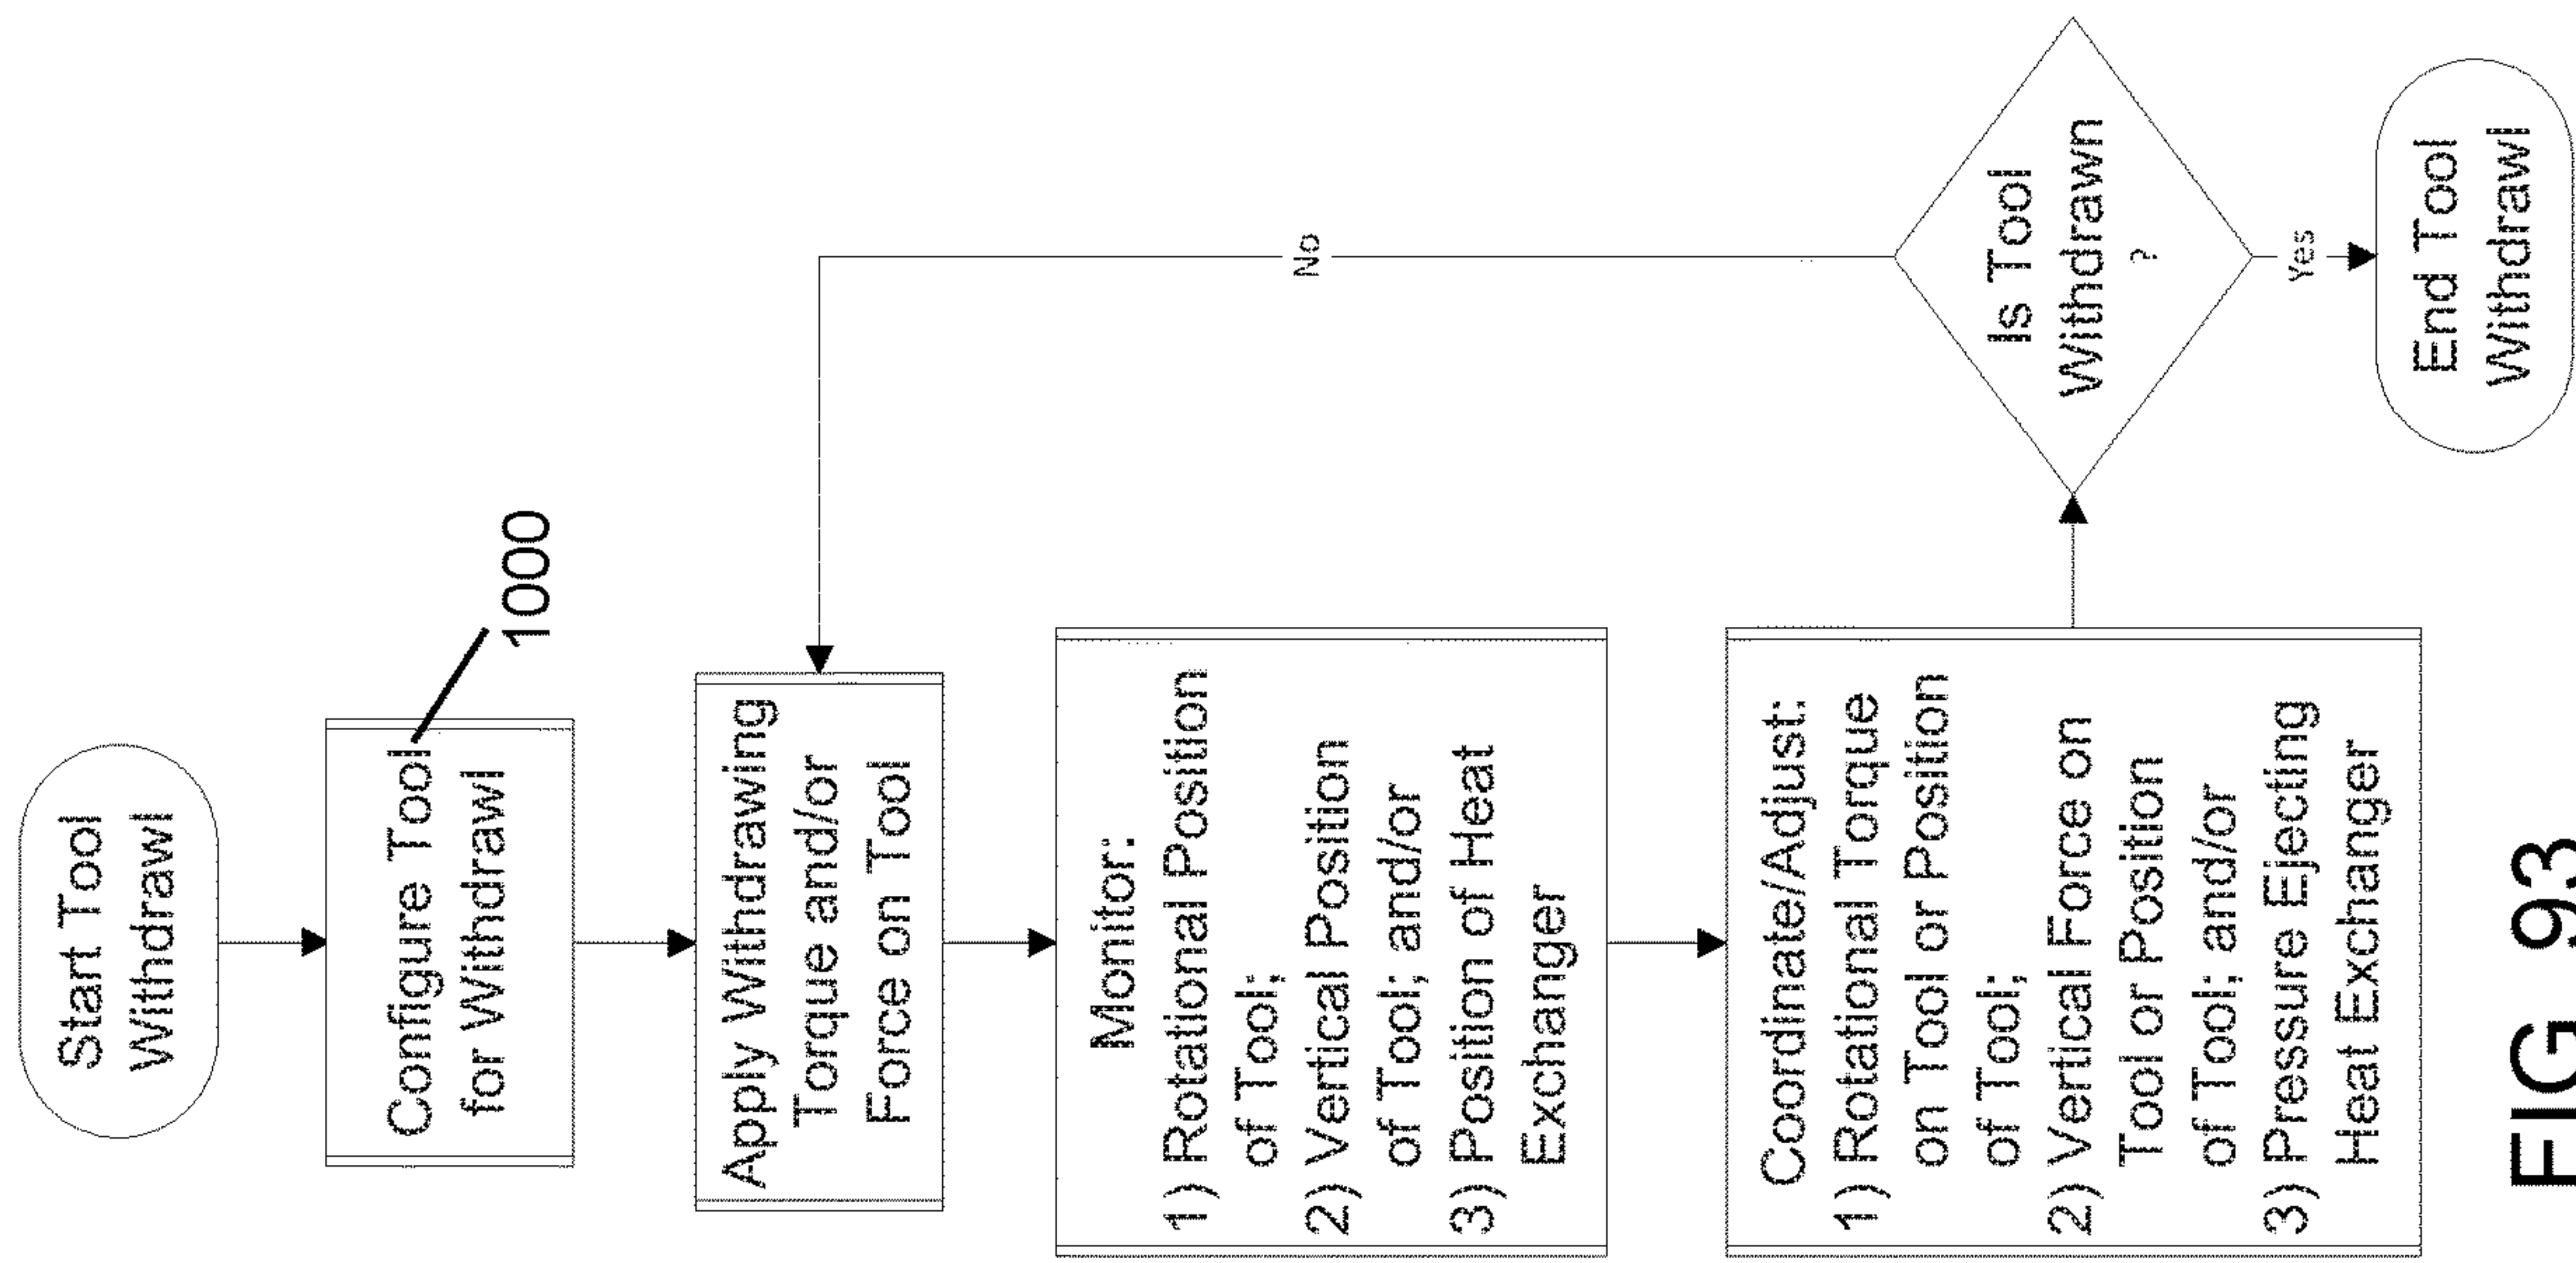 Start Tool
Withdrawl
Configure Tool
for Withdrawl
1000
Apply Withdrawing
Torque and/or
Force on Tool
Monitor:
1) Rotational Position
of Tool;
2) Vertical Position
of Tool; and/or
3) Position of Heat
Exchanger
Coordinate/Adjust:
1) Rotational Torque
on Tool or Position
of Tool;
2) Vertical Force on
Tool or Position
of Tool; and/or
3) Pressure Ejecting
Heat Exchanger
Is Tool
Withdrawn
?
No
Yes
End Tool
Withdrawl
FIG 93